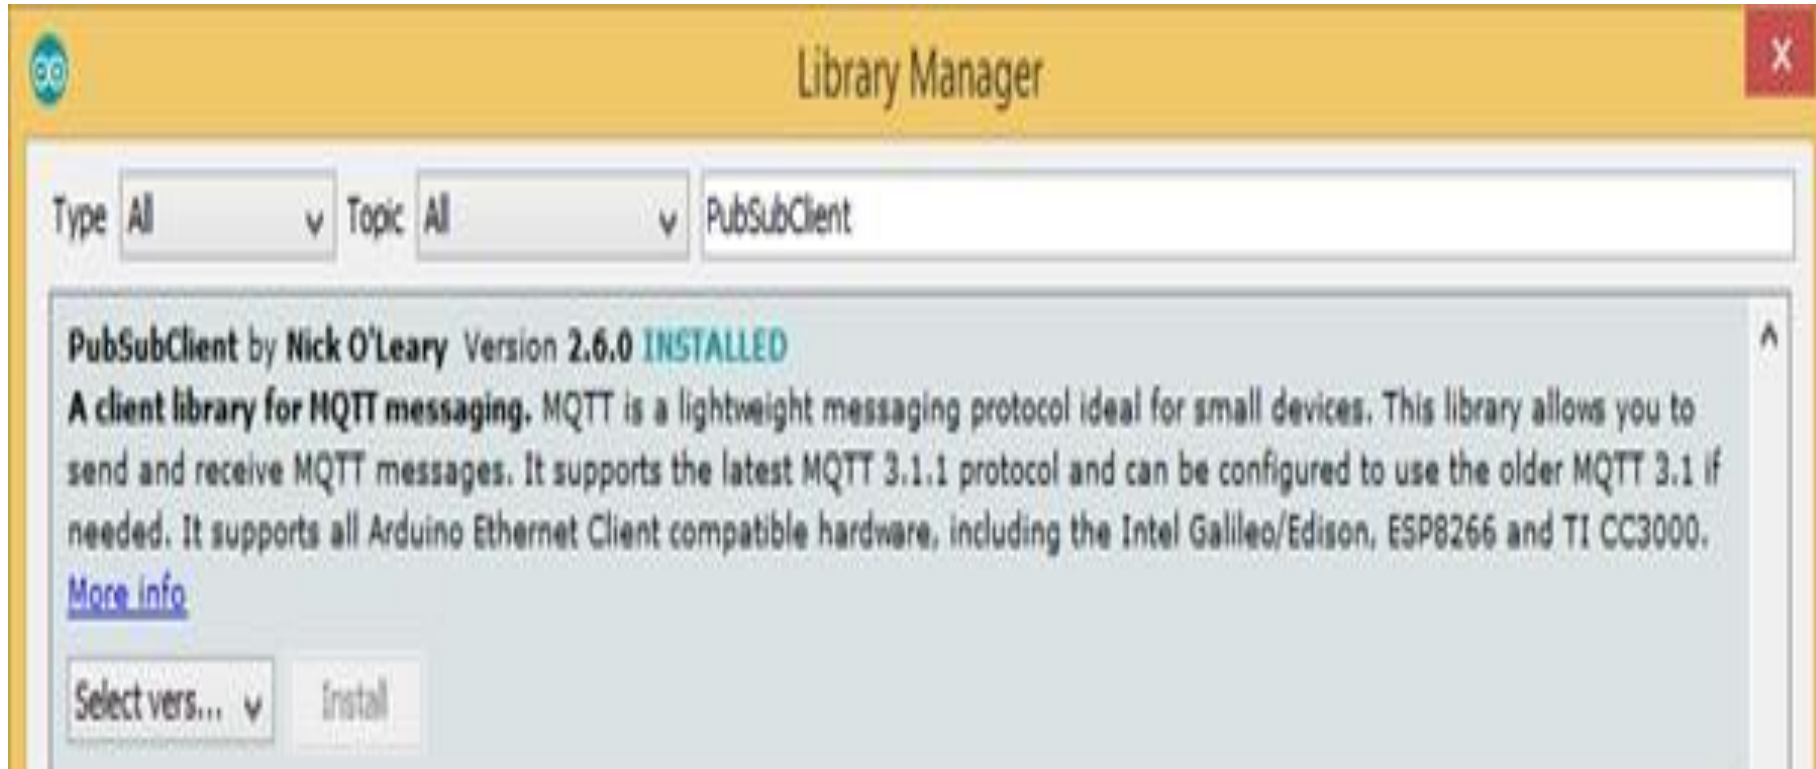 Library Manager
x
Type All Topic All PubSubClient
PubSubClient by Nick O'Leary Version 2.6.0 INSTALLED
A client library for MQTT messaging. MQTT is a lightweight messaging protocol ideal for small devices. This library allows you to
send and receive MQTT messages. It supports the latest MQTT 3.1.1 protocol and can be configured to use the older MQTT 3.1 if
needed. It supports all Arduino Ethernet Client compatible hardware, including the Intel Galileo/Edison, ESP8266 and TI CC3000.
More info
Select vers... Install